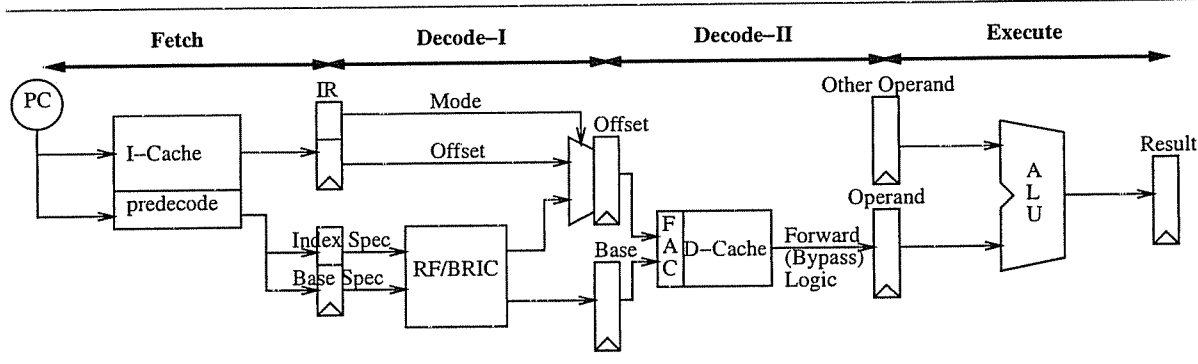 Fetch
Decode–I
Decode–II
Execute
PC
IR
Mode
Offset
Offset
Other Operand
I–Cache
predecode
Index Spec
Base Spec
RF/BRIC
Base
F
A
C
D–Cache
Forward
(Bypass)
Logic
Operand
A
L
U
Result